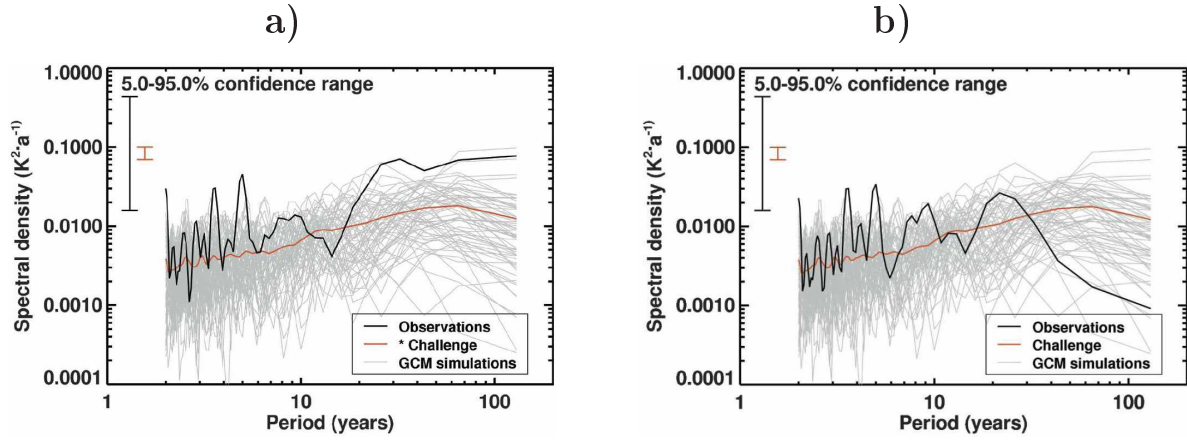 a)
5.0-95.0% confidence range
Spectral density (K²·a⁻¹)
1.0000
0.1000
0.0100
0.0010
0.0001
1
10
100
Period (years)
Observations
* Challenge
GCM simulations
b)
5.0-95.0% confidence range
Spectral density (K²·a⁻¹)
1.0000
0.1000
0.0100
0.0010
0.0001
1
10
100
Period (years)
Observations
Challenge
GCM simulations